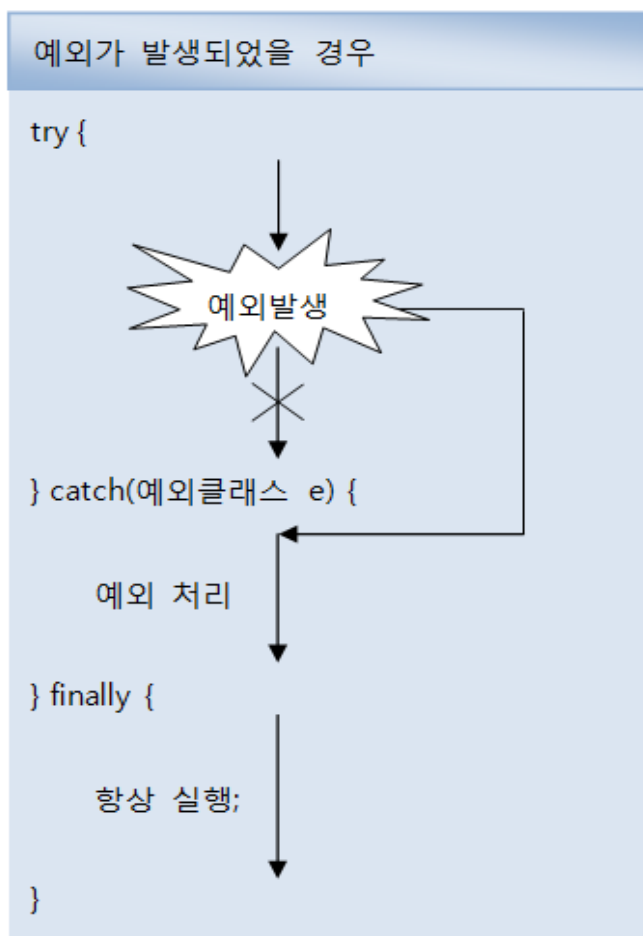 예외가 발생되었을 경우
try {
예외발생
} catch(예외클래스 e) {
예외 처리
} finally {
항상 실행;
}